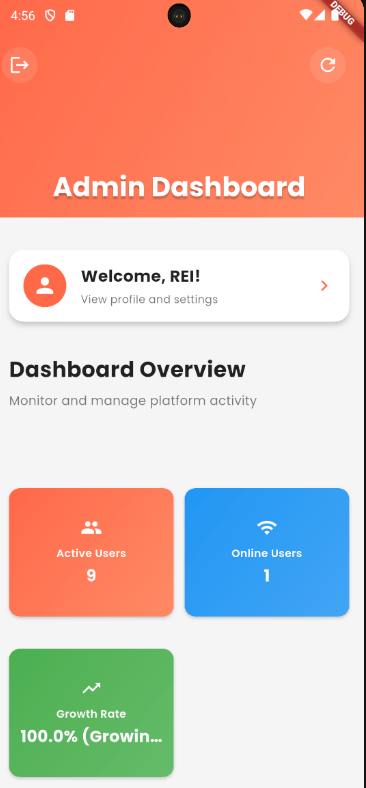 4:56
DEBUG
Admin Dashboard
Welcome, REI!
View profile and settings
Dashboard Overview
Monitor and manage platform activity
Active Users
9
Online Users
1
Growth Rate
100.0% (Growin...